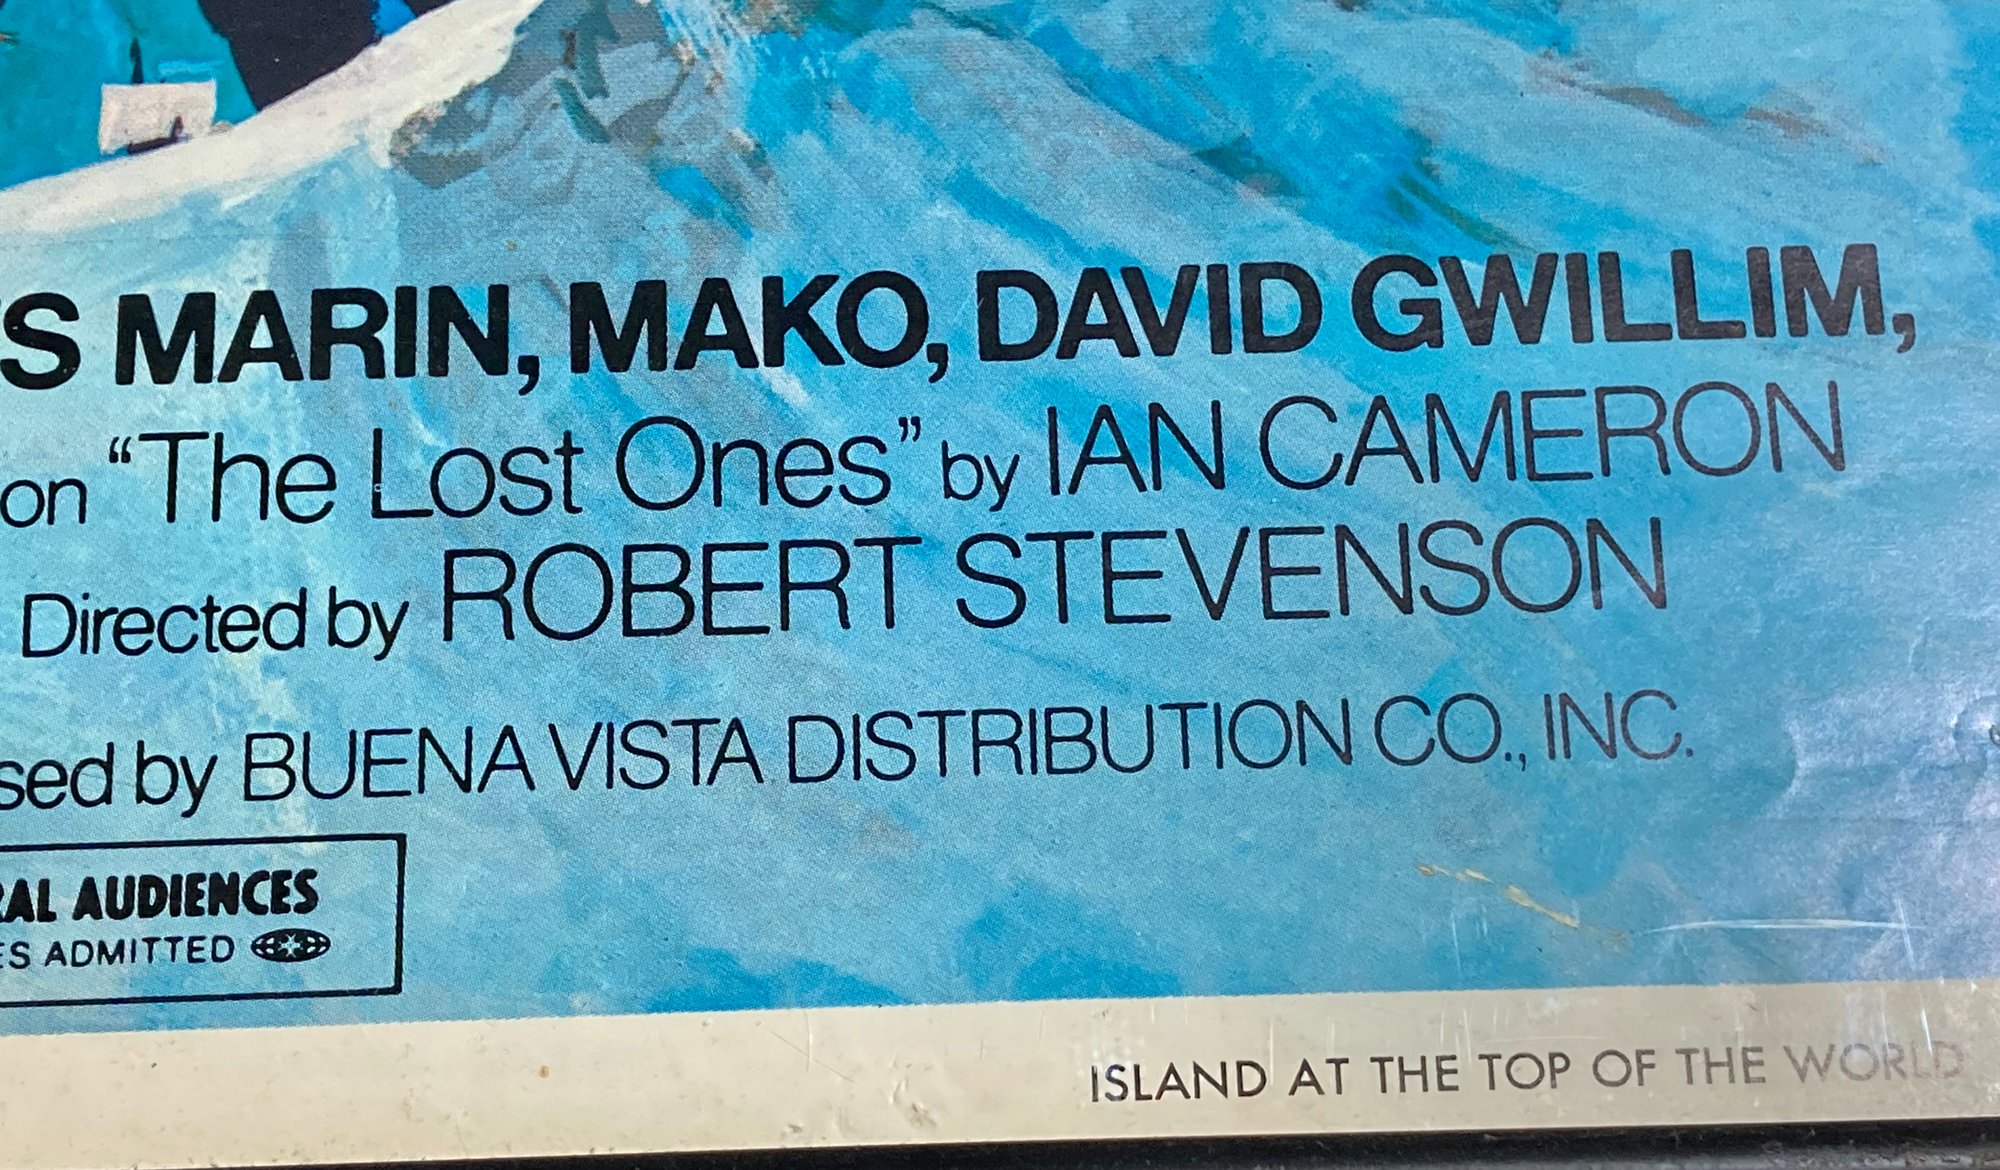 S MARIN, MAKO, DAVID GWILLIM,
on “The Lost Ones” by IAN CAMERON
Directed by ROBERT STEVENSON
sed by BUENA VISTA DISTRIBUTION CO., INC.
RAL AUDIENCES
ES ADMITTED
ISLAND AT THE TOP OF THE WORLD